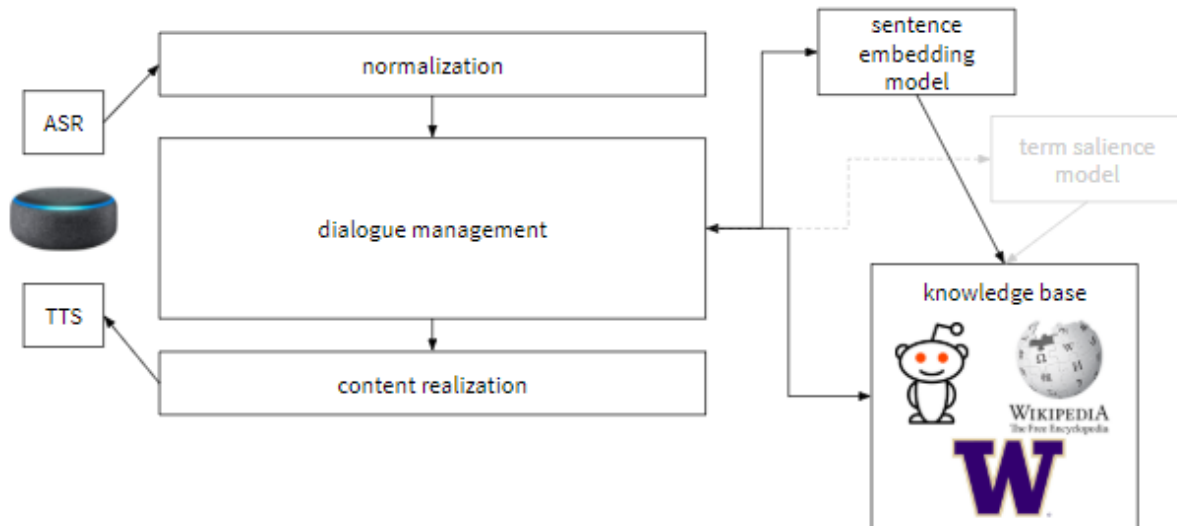 normalization
ASR
dialogue management
TTS
content realization
sentence
embedding
model
term salience
model
knowledge base
WIKIPEDIA
The Free Encyclopedia
W